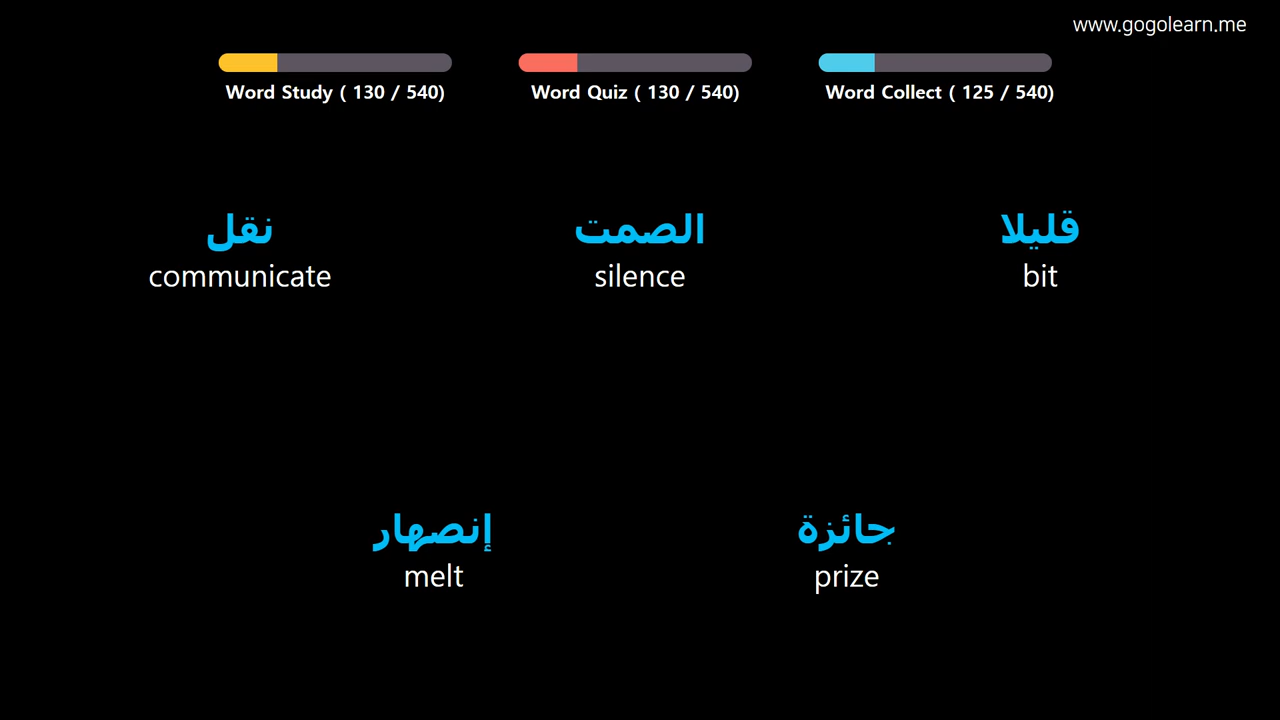 www.gogolearn.me
Word Study ( 130 / 540)
Word Quiz ( 130 / 540)
Word Collect ( 125 / 540)
نقل
communicate
الصمت
silence
قليلا
bit
إنصهار
melt
جائزة
prize